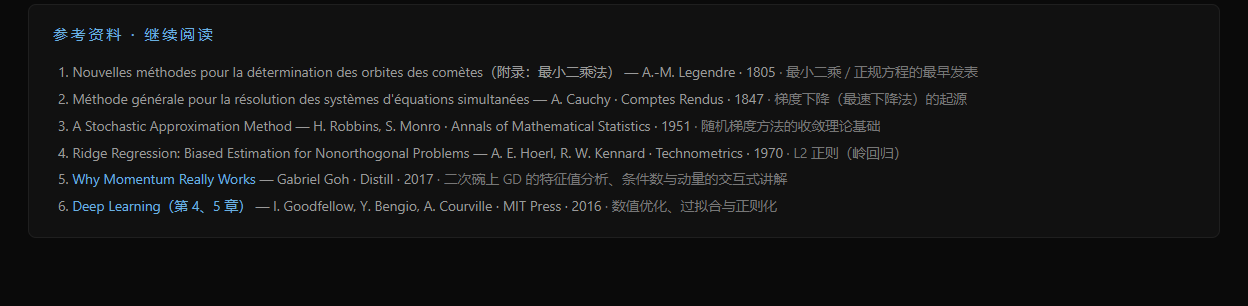 参考资料 · 继续阅读
1. Nouvelles méthodes pour la détermination des orbites des comètes（附录：最小二乘法） — A.-M. Legendre · 1805 · 最小二乘 / 正规方程的最早发表
2. Méthode générale pour la résolution des systèmes d'équations simultanées — A. Cauchy · Comptes Rendus · 1847 · 梯度下降（最速下降法）的起源
3. A Stochastic Approximation Method — H. Robbins, S. Monro · Annals of Mathematical Statistics · 1951 · 随机梯度方法的收敛理论基础
4. Ridge Regression: Biased Estimation for Nonorthogonal Problems — A. E. Hoerl, R. W. Kennard · Technometrics · 1970 · L2 正则（岭回归）
5. Why Momentum Really Works — Gabriel Goh · Distill · 2017 · 二次碗上 GD 的特征值分析、条件数与动量的交互式讲解
6. Deep Learning（第 4、5 章） — I. Goodfellow, Y. Bengio, A. Courville · MIT Press · 2016 · 数值优化、过拟合与正则化